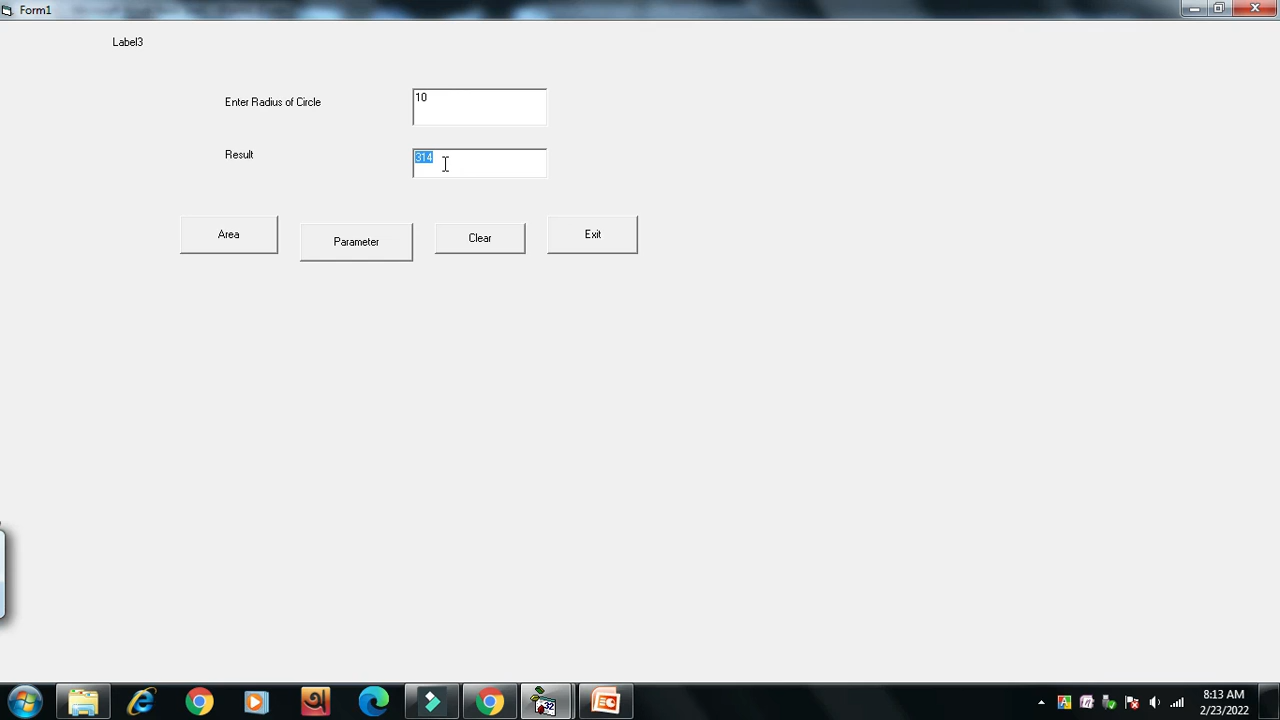 Form1
Label3
Enter Radius of Circle
10
Result
314
Area
Parameter
Clear
Exit
32
8:13 AM
2/23/2022